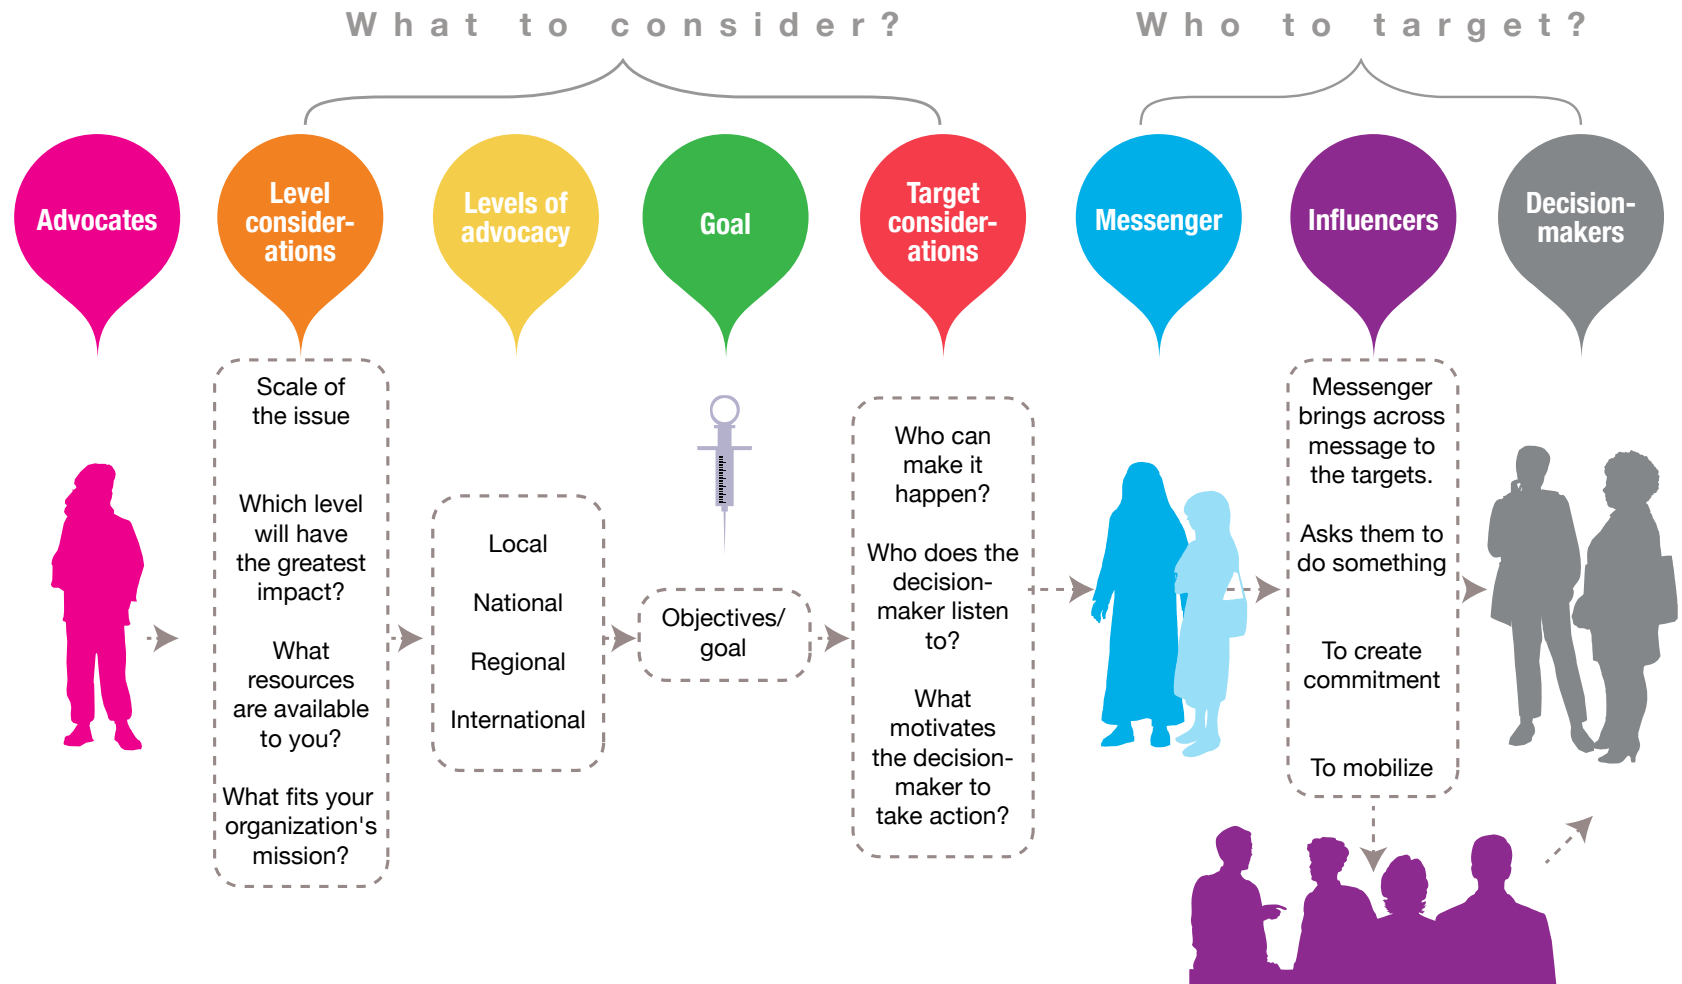 What to consider?
Who to target?
Advocates
Level
consider-
ations
Levels of
advocacy
Goal
Target
consider-
ations
Messenger
Influencers
Decision-
makers
Scale of
the issue
Which level
will have
the greatest
impact?
What
resources
are available
to you?
What fits your
organization's
mission?
Local
National
Regional
International
Objectives/
goal
Who can
make it
happen?
Who does the
decision-
maker listen
to?
What
motivates
the decision-
maker to
take action?
Messenger
brings across
message to
the targets.
Asks them to
do something
To create
commitment
To mobilize